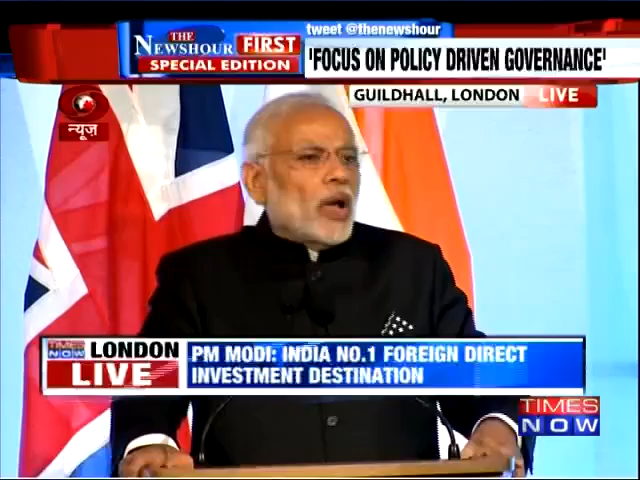 tweet @thenewshour
THE
NEWSHOUR FIRST
SPECIAL EDITION
'FOCUS ON POLICY DRIVEN GOVERNANCE'
GUILDHALL, LONDON LIVE
न्यूज़
TIMES NOW LONDON
LIVE
PM MODI: INDIA NO.1 FOREIGN DIRECT
INVESTMENT DESTINATION
TIMES
NOW